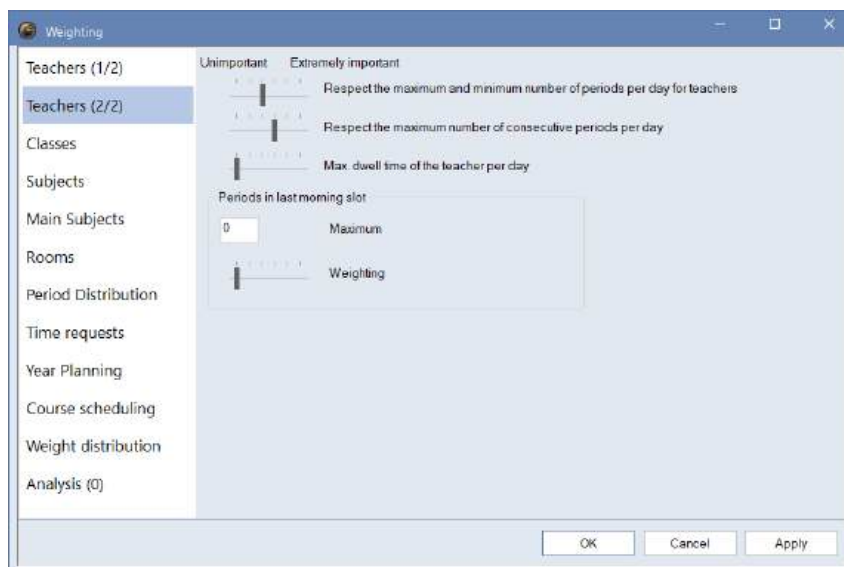 Weighting
Teachers (1/2)
Teachers (2/2)
Classes
Subjects
Main Subjects
Rooms
Period Distribution
Time requests
Year Planning
Course scheduling
Weight distribution
Analysis (0)
Unimportant Extremely important
Respect the maximum and minimum number of periods per day for teachers
Respect the maximum number of consecutive periods per day
Max. dwell time of the teacher per day
Periods in last morning slot
0 Maximum
Weighting
OK Cancel Apply